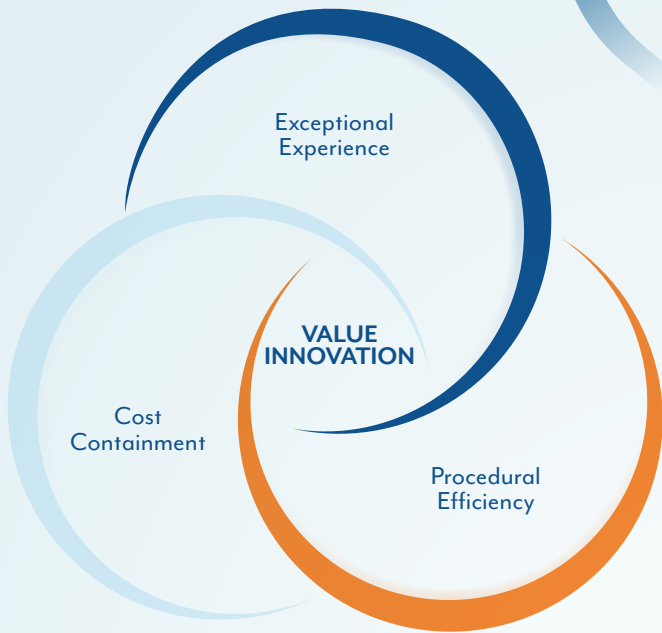 Exceptional
Experience
VALUE
INNOVATION
Cost
Containment
Procedural
Efficiency